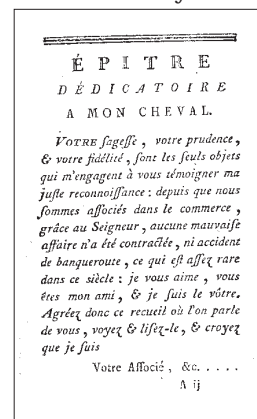 ÉPITRE
DÉDICATOIRE
A MON CHEVAL.
VOTRE ſageſſe, votre prudence,
& votre fidélité, ſont les ſeuls objets
qui m'engagent à vous témoigner ma
juſte reconnoiſſance : depuis que nous
ſommes aſſociés dans le commerce,
grâce au Seigneur, aucune mauvaiſe
affaire n'a été contractée, ni accident
de banqueroute, ce qui eſt aſſez rare
dans ce siècle : je vous aime, vous
êtes mon ami, & je ſuis le vôtre.
Agréez donc ce recueil où l'on parle
de vous, voyez & liſez-le, & croyez
que je ſuis
Votre Aſſocié, &c. . . . .
A ij